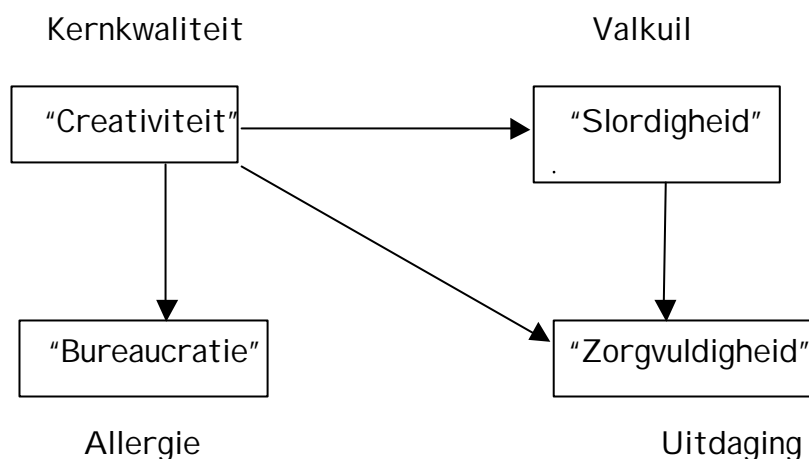 Kernkwaliteit Valkuil
“Creativiteit” “Slordigheid”
.
“Bureaucratie” “Zorgvuldigheid”
Allergie Uitdaging